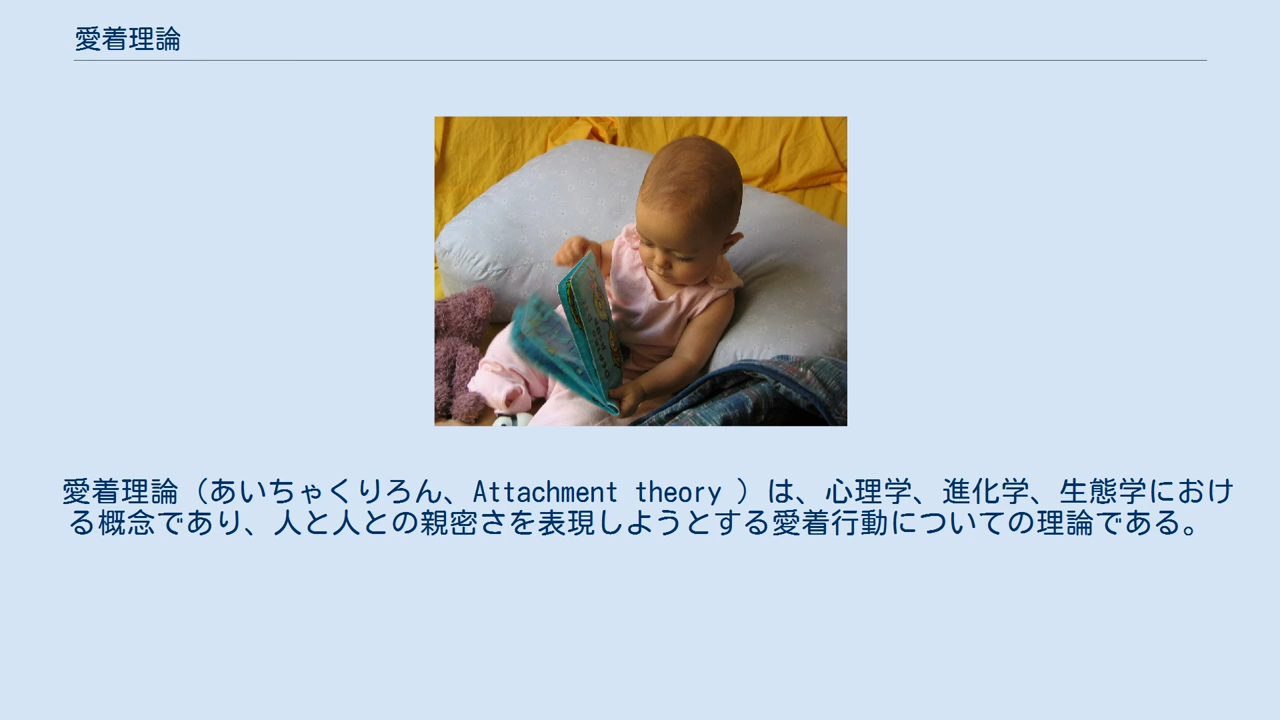 愛着理論
愛着理論（あいちゃくりろん、Attachment theory ）は、心理学、進化学、生態学におけ
る概念であり、人と人との親密さを表現しようとする愛着行動についての理論である。